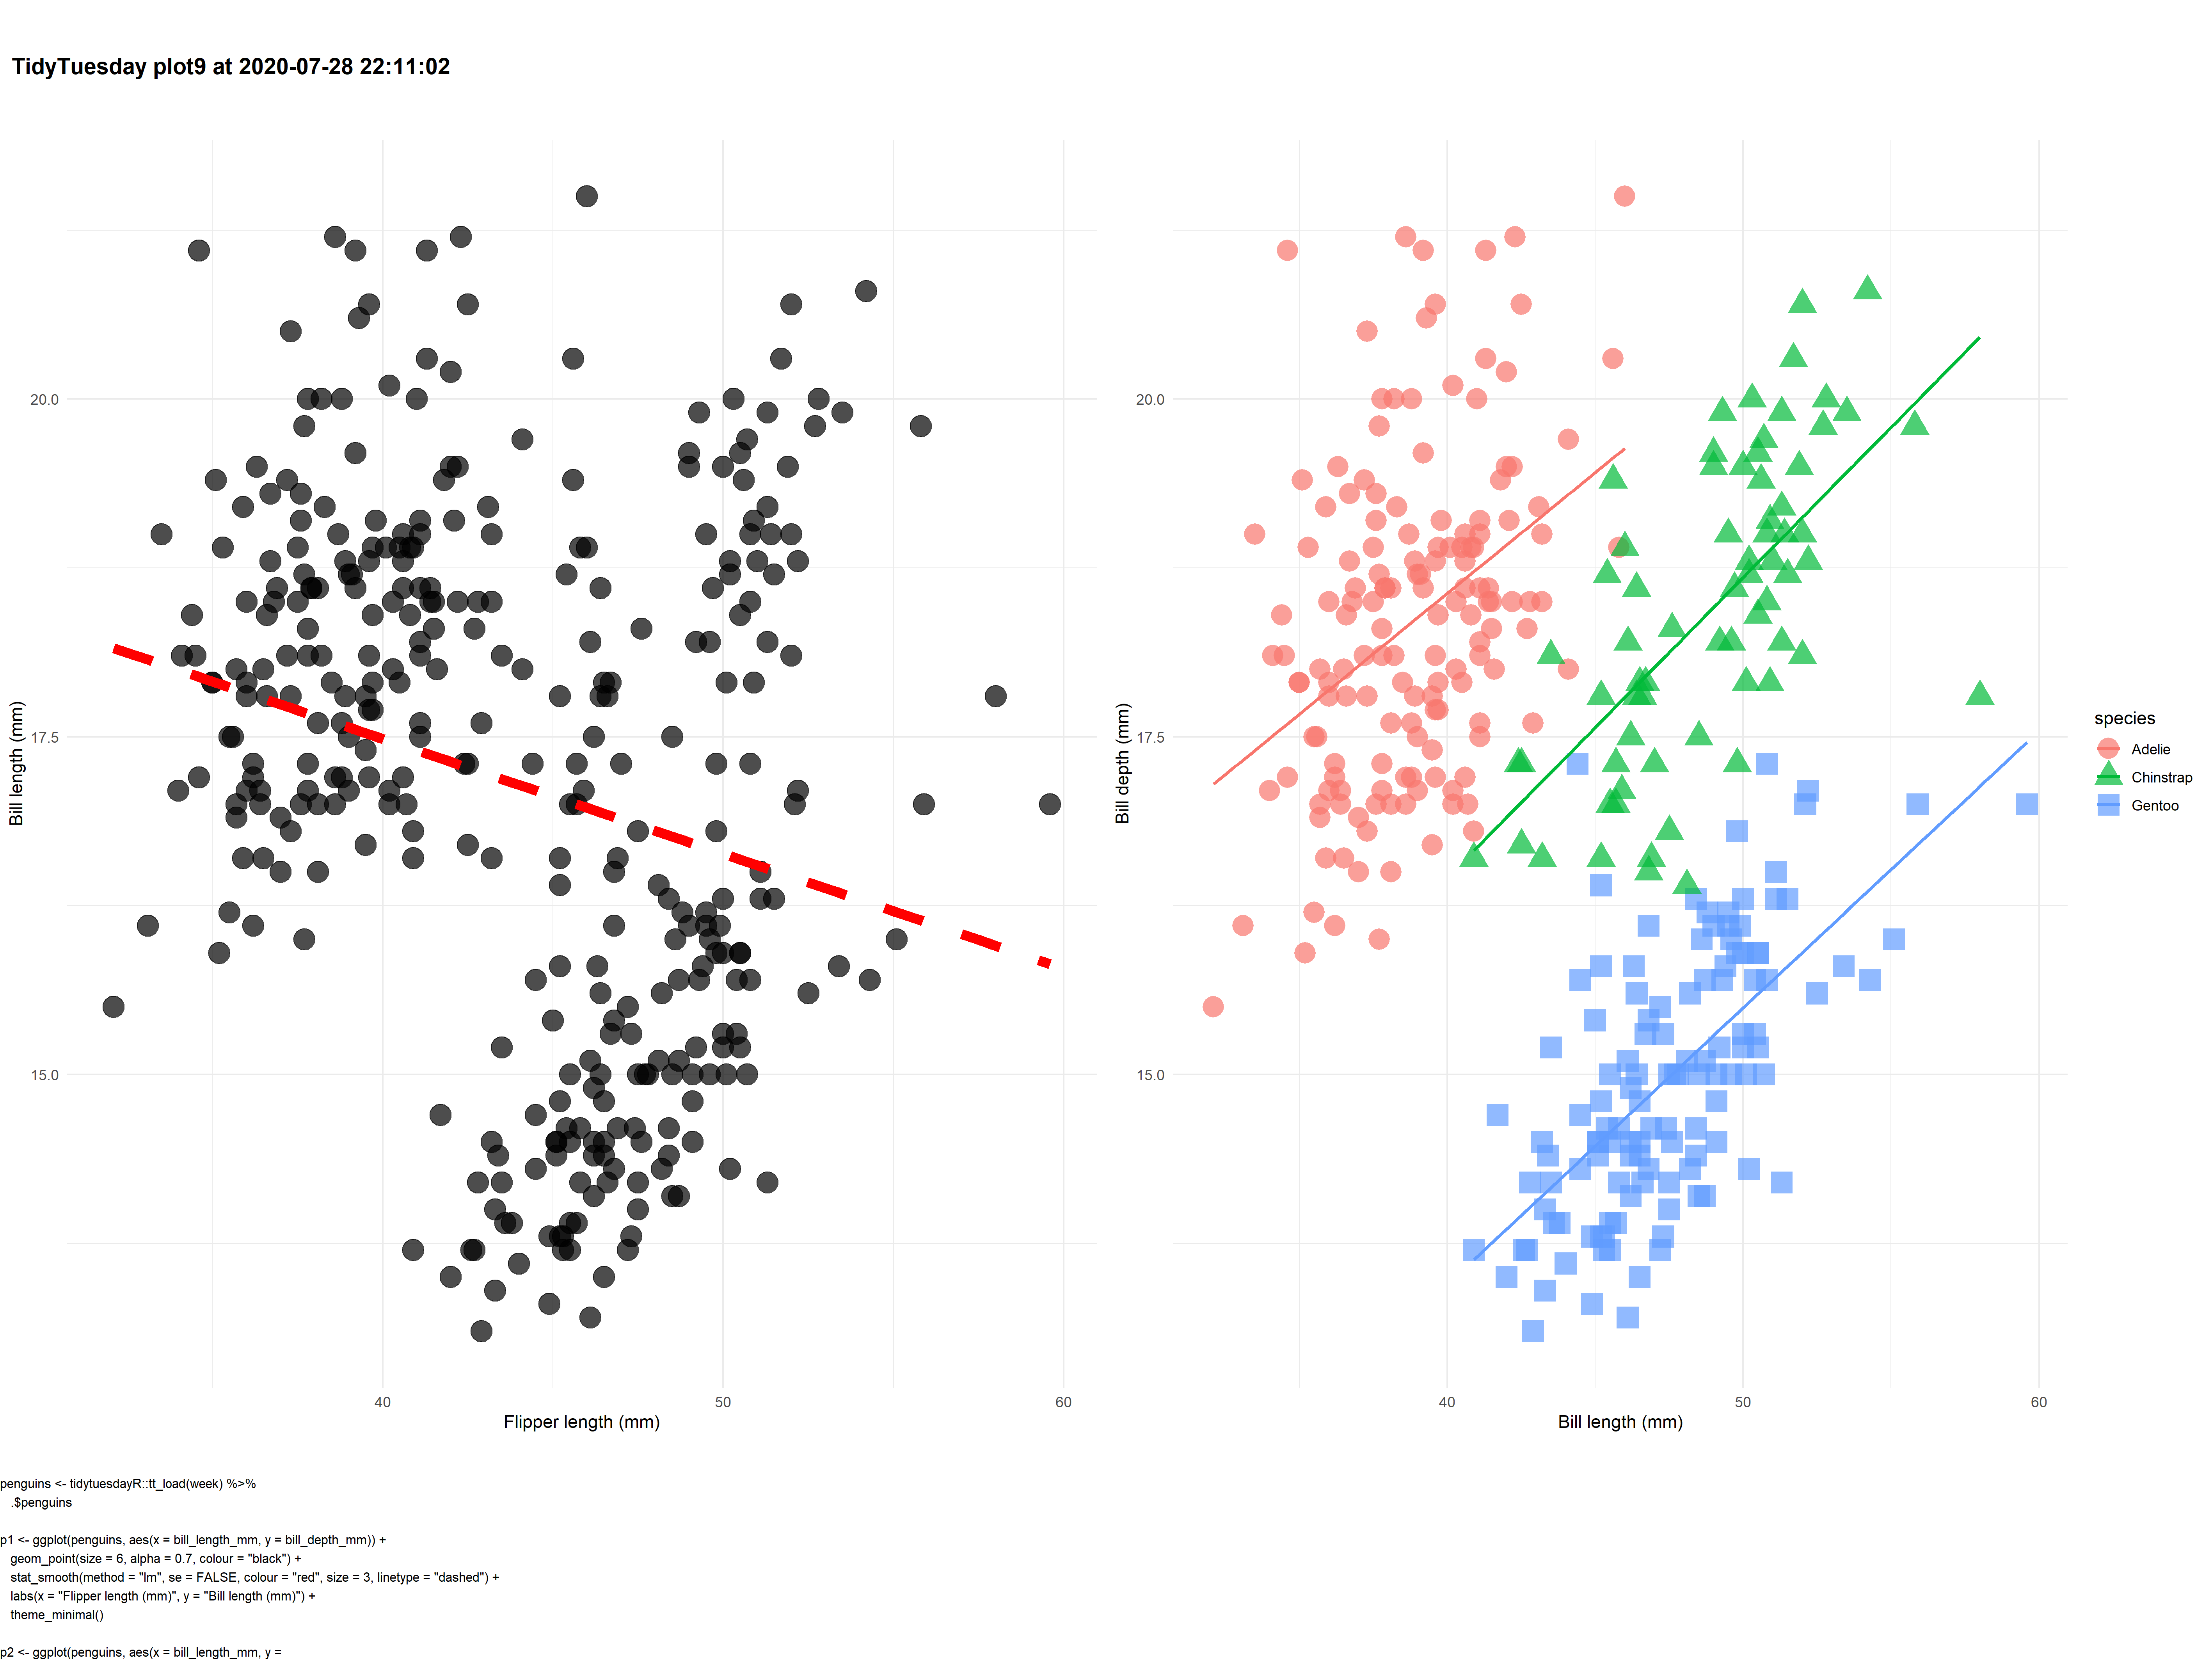 TidyTuesday plot9 at 2020-07-28 22:11:02
Bill length (mm)
20.0
17.5
15.0
40 50 60
Flipper length (mm)
Bill depth (mm)
20.0
17.5
15.0
40 50 60
Bill length (mm)
species
Adelie
Chinstrap
Gentoo
penguins <- tidytuesdayR::tt_load(week) %>%
.$penguins
p1 <- ggplot(penguins, aes(x = bill_length_mm, y = bill_depth_mm)) +
geom_point(size = 6, alpha = 0.7, colour = "black") +
stat_smooth(method = "lm", se = FALSE, colour = "red", size = 3, linetype = "dashed") +
labs(x = "Flipper length (mm)", y = "Bill length (mm)") +
theme_minimal()
p2 <- ggplot(penguins, aes(x = bill_length_mm, y =